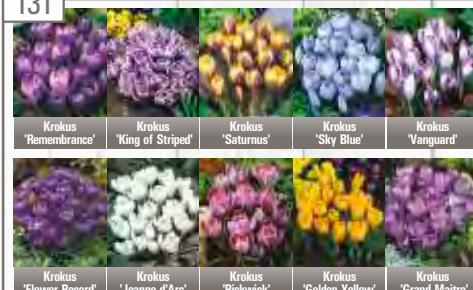 131
Krokus
'Remembrance'
Krokus
'King of Striped'
Krokus
'Saturnus'
Krokus
'Sky Blue'
Krokus
'Vanguard'
Krokus
'Flower Record'
Krokus
'Jeanne d'Arc'
Krokus
'Pickwick'
Krokus
'Golden Yellow'
Krokus
'Grand Maitre'